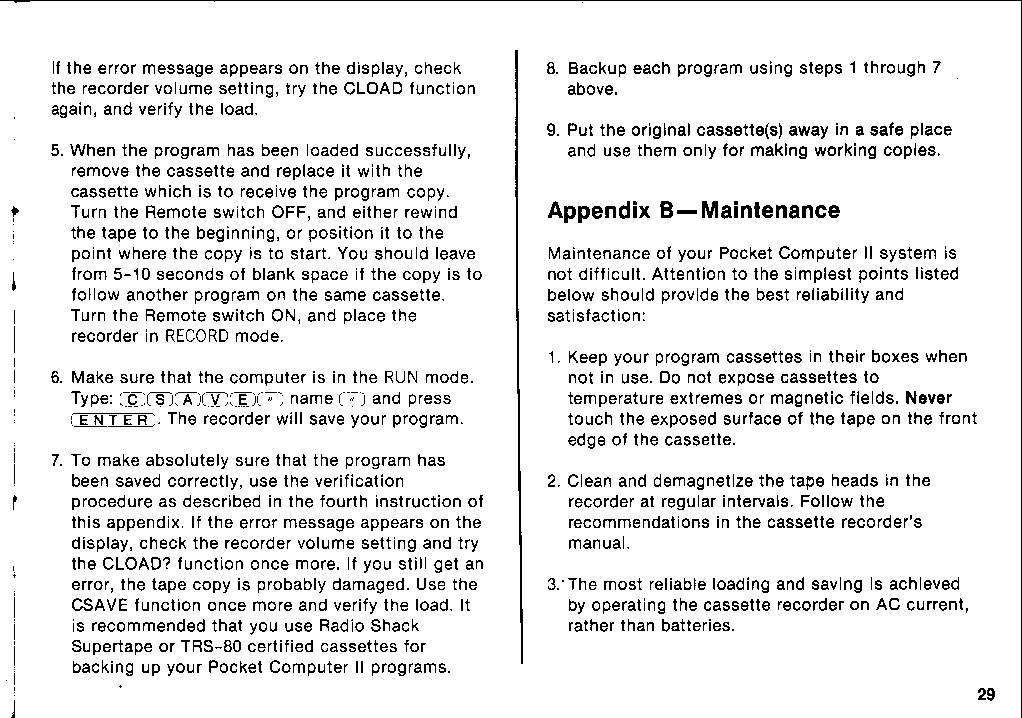 If the error message appears on the display, check
the recorder volume setting, try the CLOAD function
again, and verify the load.
5. When the program has been loaded successfully,
remove the cassette and replace it with the
cassette which is to receive the program copy.
Turn the Remote switch OFF, and either rewind
the tape to the beginning, or position it to the
point where the copy is to start. You should leave
from 5-10 seconds of blank space if the copy is to
follow another program on the same cassette.
Turn the Remote switch ON, and place the
recorder in RECORD mode.
6. Make sure that the computer is in the RUN mode.
Type: C S A V E " name " and press
ENTER. The recorder will save your program.
7. To make absolutely sure that the program has
been saved correctly, use the verification
procedure as described in the fourth instruction of
this appendix. If the error message appears on the
display, check the recorder volume setting and try
the CLOAD? function once more. If you still get an
error, the tape copy is probably damaged. Use the
CSAVE function once more and verify the load. It
is recommended that you use Radio Shack
Supertape or TRS-80 certified cassettes for
backing up your Pocket Computer II programs.
8. Backup each program using steps 1 through 7
above.
9. Put the original cassette(s) away in a safe place
and use them only for making working copies.
Appendix B—Maintenance
Maintenance of your Pocket Computer II system is
not difficult. Attention to the simplest points listed
below should provide the best reliability and
satisfaction:
1. Keep your program cassettes in their boxes when
not in use. Do not expose cassettes to
temperature extremes or magnetic fields. Never
touch the exposed surface of the tape on the front
edge of the cassette.
2. Clean and demagnetize the tape heads in the
recorder at regular intervals. Follow the
recommendations in the cassette recorder's
manual.
3. The most reliable loading and saving is achieved
by operating the cassette recorder on AC current,
rather than batteries.
29